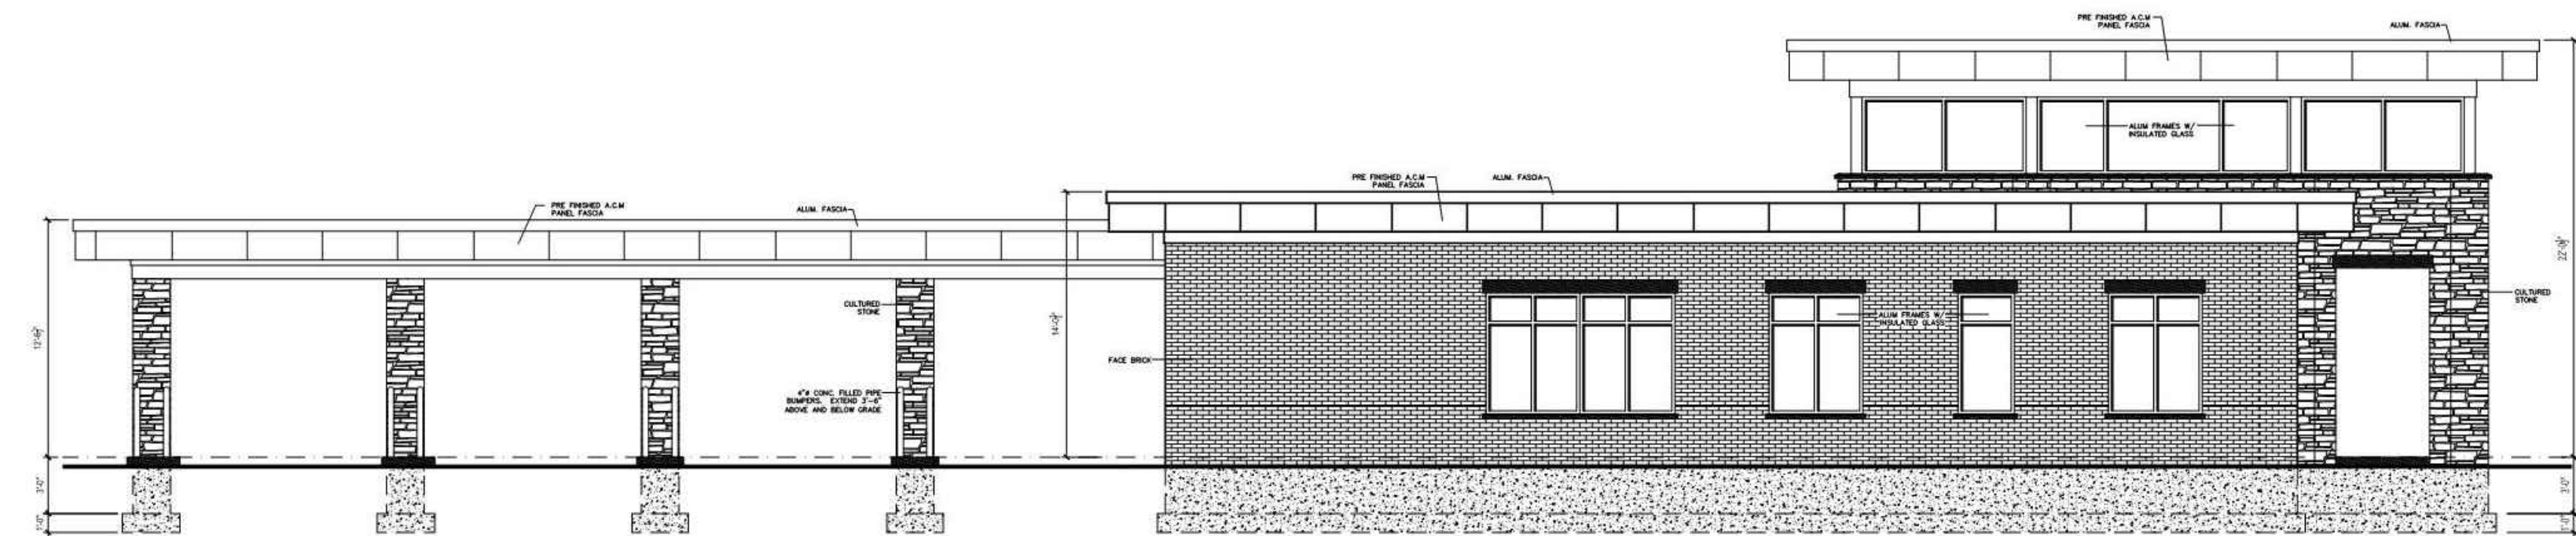 PRE FINISHED A.C.M
PANEL FASCIA
ALUM. FASCIA
ALUM FRAMES W/
INSULATED GLASS
PRE FINISHED A.C.M
PANEL FASCIA
ALUM. FASCIA
PRE FINISHED A.C.M
PANEL FASCIA
ALUM. FASCIA
CULTURED
STONE
ALUM FRAMES W/
INSULATED GLASS
CULTURED
STONE
FACE BRICK
CONC. FILLED PIPE
BUMPERS. EXTEND 3'-6"
ABOVE AND BELOW GRADE
3'-0"
1'-0"
3'-0"
1'-0"